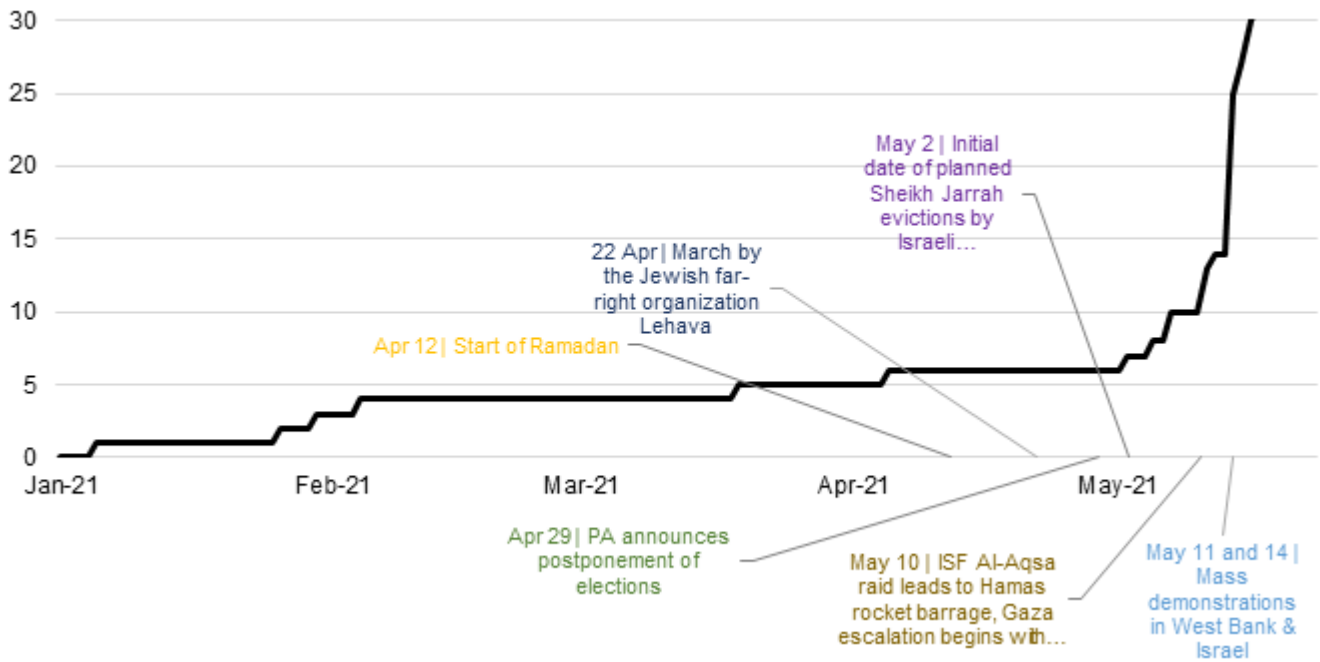 30
25
20
15
10
5
0
May 2 | Initial
date of planned
Sheikh Jarrah
evictions by
Israeli...
22 Apr | March by
the Jewish far-
right organization
Lehava
Apr 12 | Start of Ramadan
Jan-21
Feb-21
Mar-21
Apr-21
May-21
Apr 29 | PA announces
postponement of
elections
May 10 | ISF Al-Aqsa
raid leads to Hamas
rocket barrage, Gaza
escalation begins with...
May 11 and 14 |
Mass
demonstrations
in West Bank &
Israel